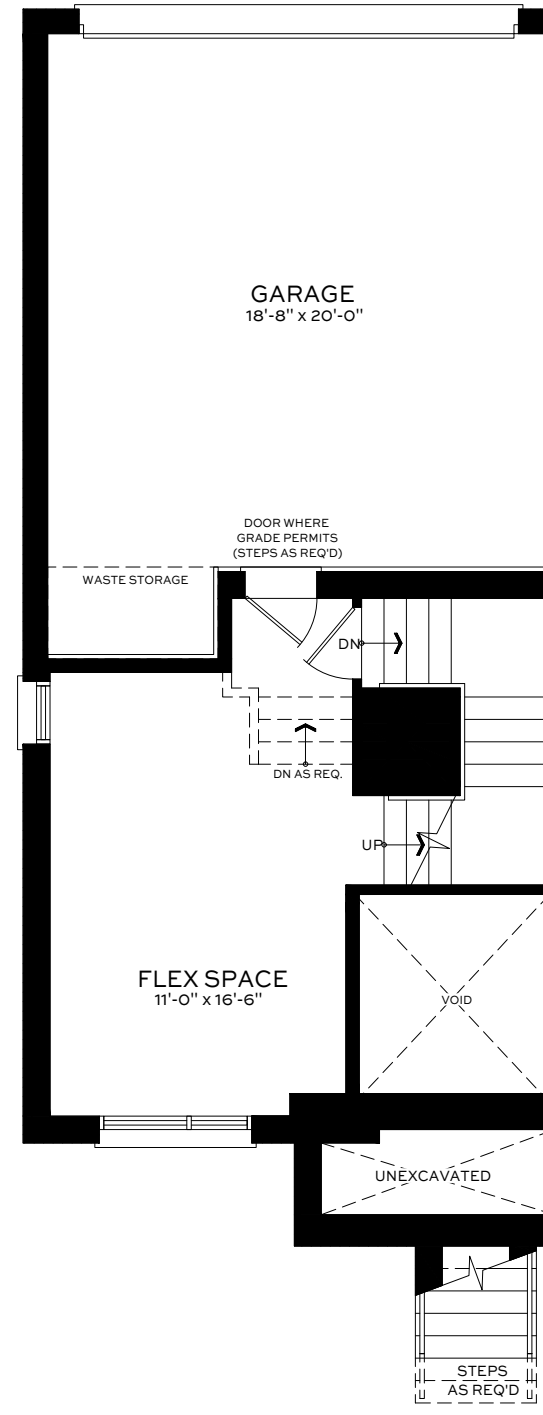 GARAGE
18'-8" x 20'-0"
DOOR WHERE
GRADE PERMITS
(STEPS AS REQ'D)
WASTE STORAGE
DN
DN AS REQ.
UP
FLEX SPACE
11'-0" x 16'-6"
VOID
UNEXCAVATED
STEPS
AS REQ'D